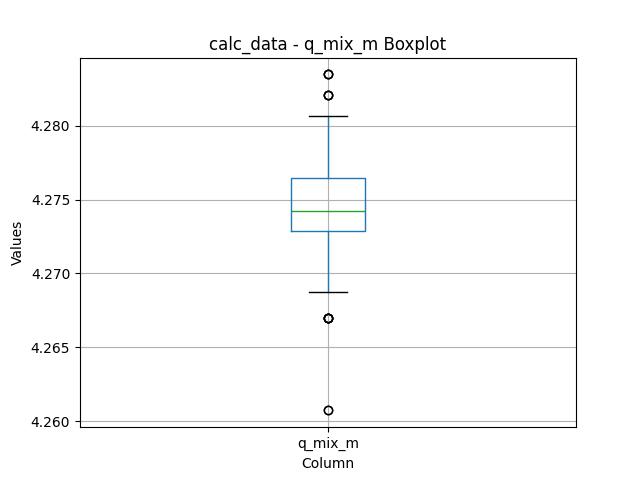 calc_data - q_mix_m Boxplot
4.280
4.275
4.270
4.265
4.260
Values
q_mix_m
Column